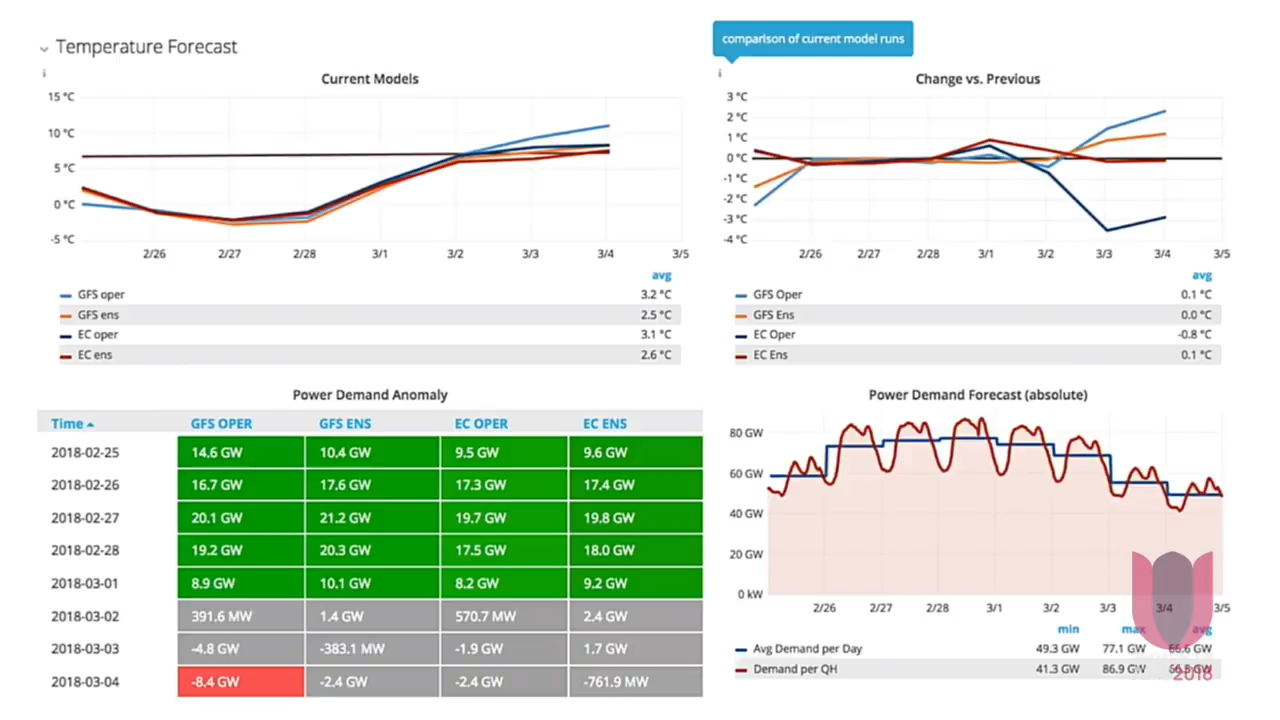 Temperature Forecast
comparison of current model runs
i
Current Models
15 °C
10 °C
5 °C
0 °C
-5 °C
2/26 2/27 2/28 3/1 3/2 3/3 3/4 3/5
avg
GFS oper 3.2 °C
GFS ens 2.5 °C
EC oper 3.1 °C
EC ens 2.6 °C
i
Change vs. Previous
3 °C
2 °C
1 °C
0 °C
-1 °C
-2 °C
-3 °C
-4 °C
2/26 2/27 2/28 3/1 3/2 3/3 3/4 3/5
avg
GFS Oper 0.1 °C
GFS Ens 0.0 °C
EC Oper -0.8 °C
EC Ens 0.1 °C
Power Demand Anomaly
Time GFS OPER GFS ENS EC OPER EC ENS
2018-02-25 14.6 GW 10.4 GW 9.5 GW 9.6 GW
2018-02-26 16.7 GW 17.6 GW 17.3 GW 17.4 GW
2018-02-27 20.1 GW 21.2 GW 19.7 GW 19.8 GW
2018-02-28 19.2 GW 20.3 GW 17.5 GW 18.0 GW
2018-03-01 8.9 GW 10.1 GW 8.2 GW 9.2 GW
2018-03-02 391.6 MW 1.4 GW 570.7 MW 2.4 GW
2018-03-03 -4.8 GW -383.1 MW -1.9 GW 1.7 GW
2018-03-04 -8.4 GW -2.4 GW -2.4 GW -761.9 MW
Power Demand Forecast (absolute)
80 GW
60 GW
40 GW
20 GW
0 kW
2/26 2/27 2/28 3/1 3/2 3/3 3/4 3/5
min max avg
Avg Demand per Day 49.3 GW 77.1 GW 66.6 GW
Demand per QH 41.3 GW 86.9 GW
2018